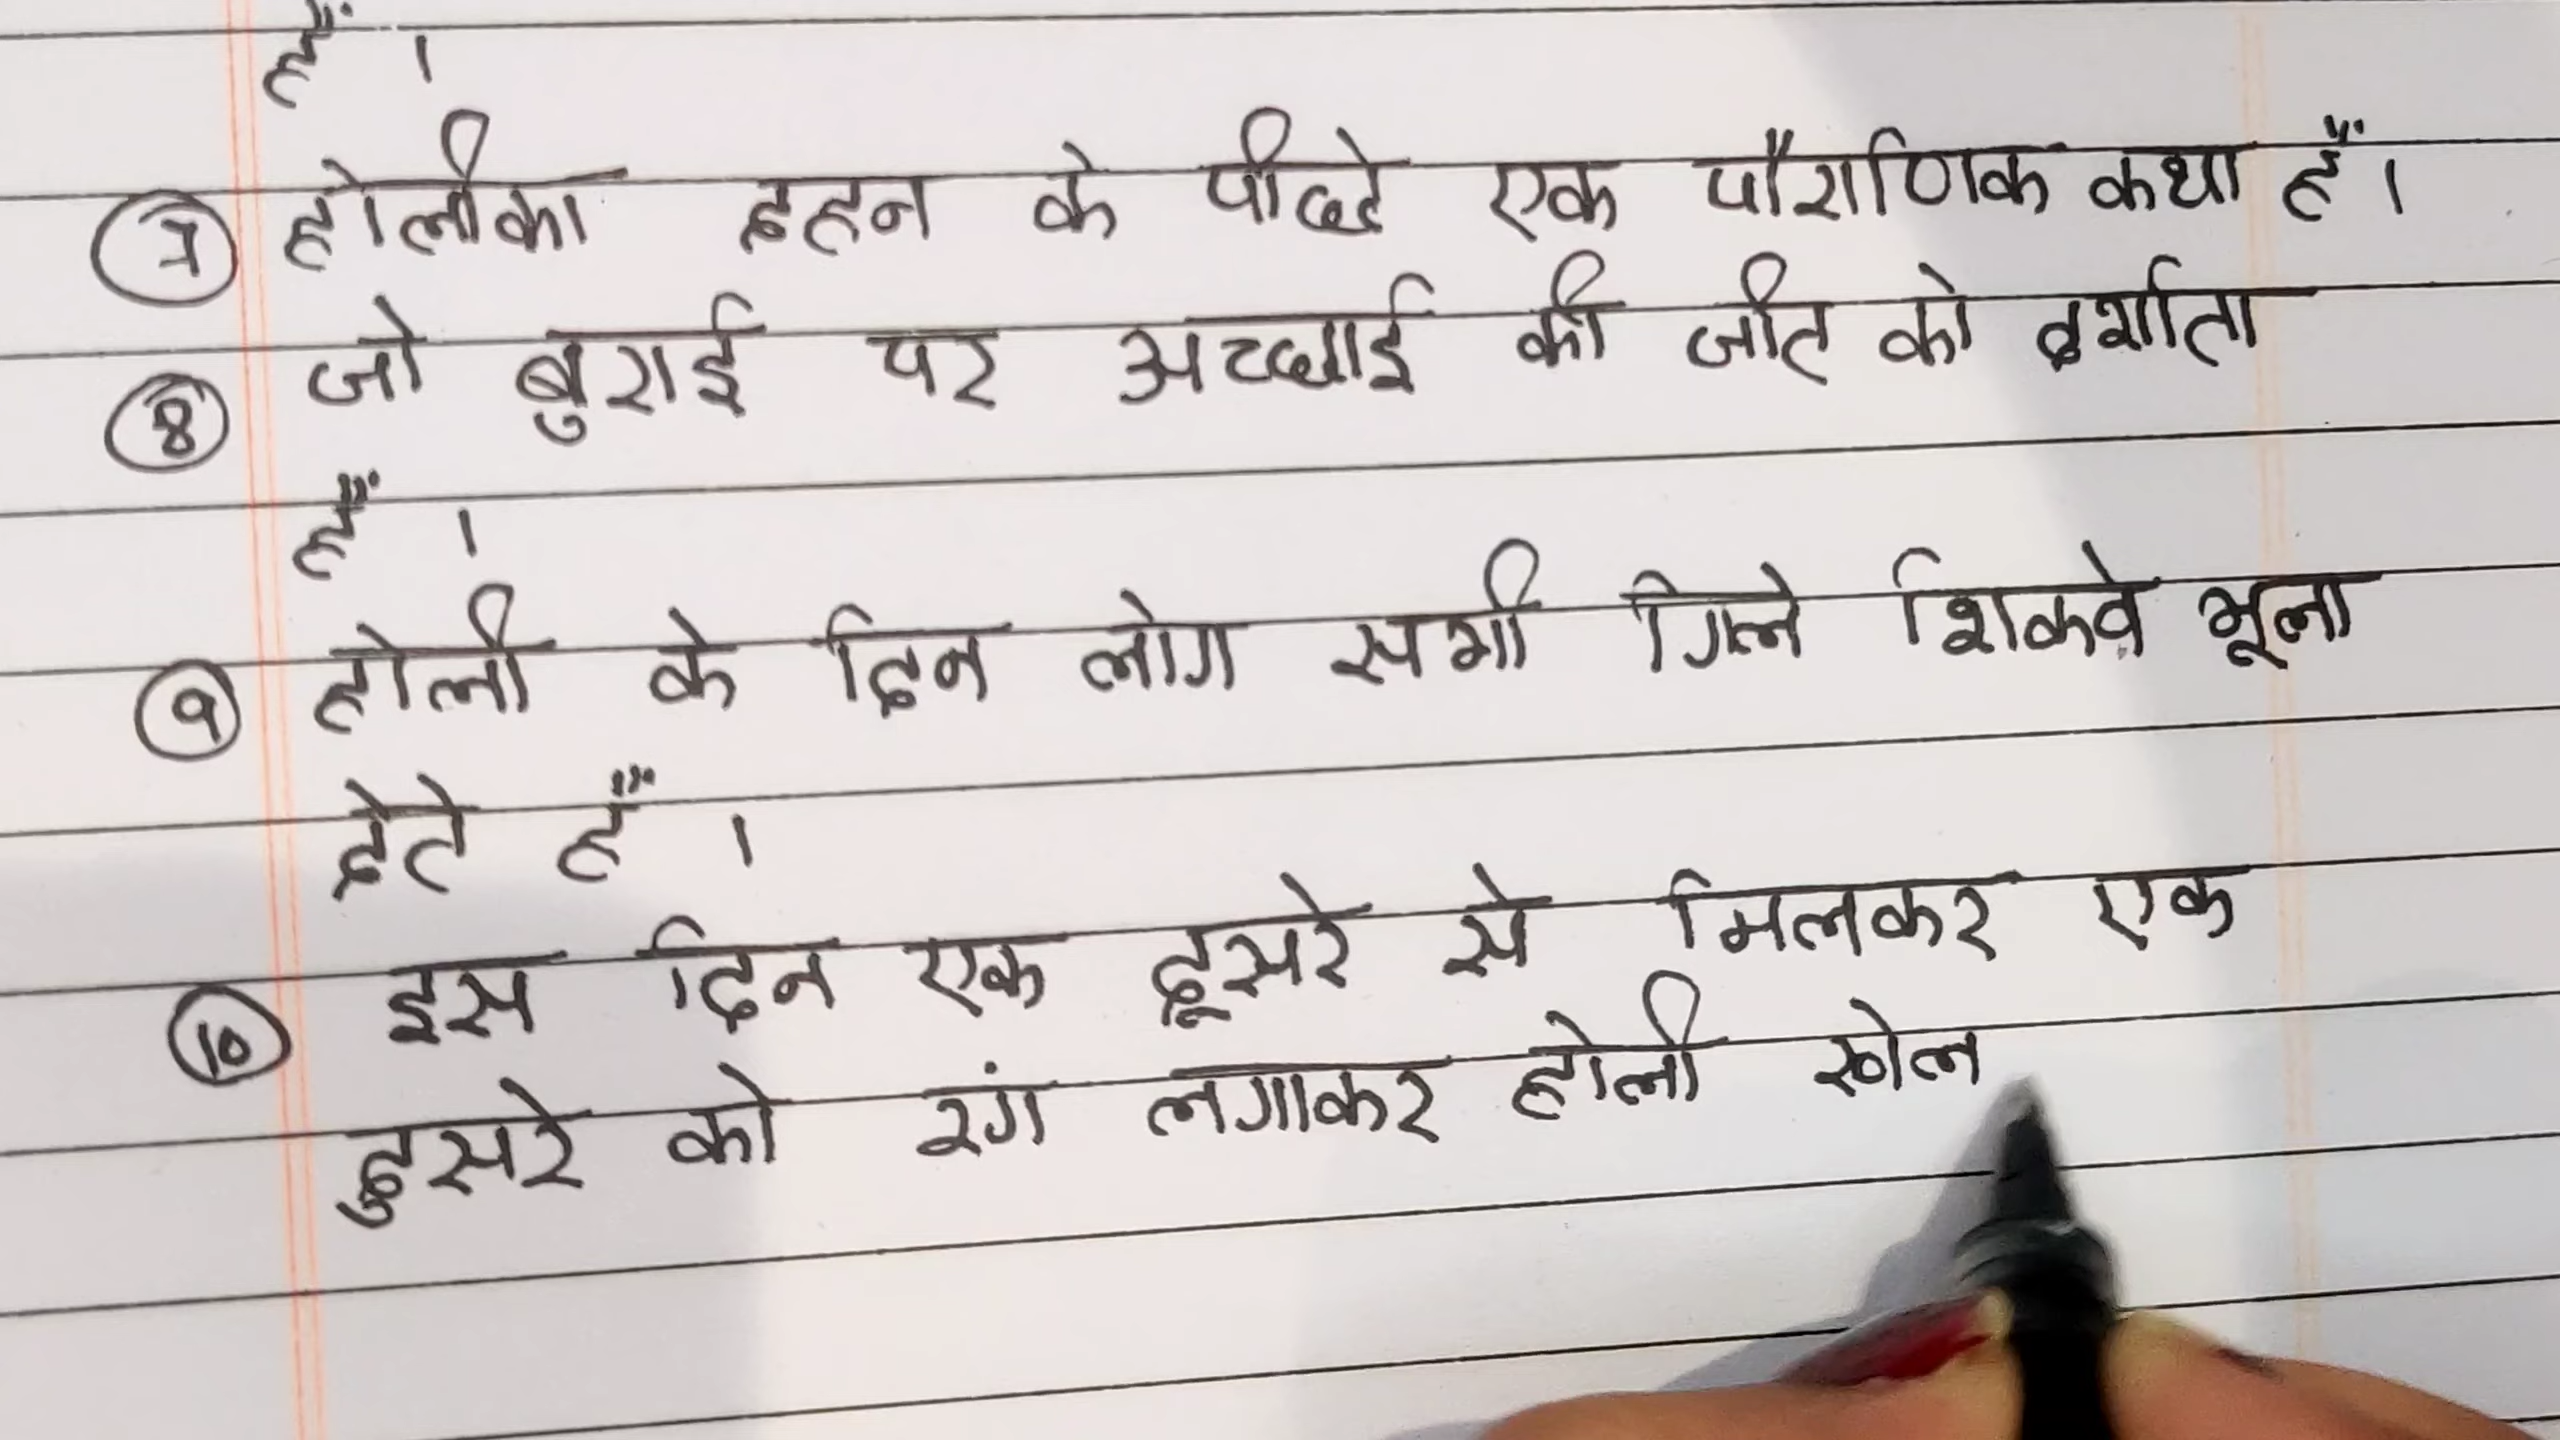 हैं ।
7 होलीका दहन के पीछे एक पौराणिक कथा हैं ।
8 जो बुराई पर अच्छाई की जीत को दर्शाता
हैं ।
9 होली के दिन लोग सभी गिले शिकवे भूला
देते हैं ।
10 इस दिन एक दूसरे से मिलकर एक
दुसरे को रंग लगाकर होली खेल